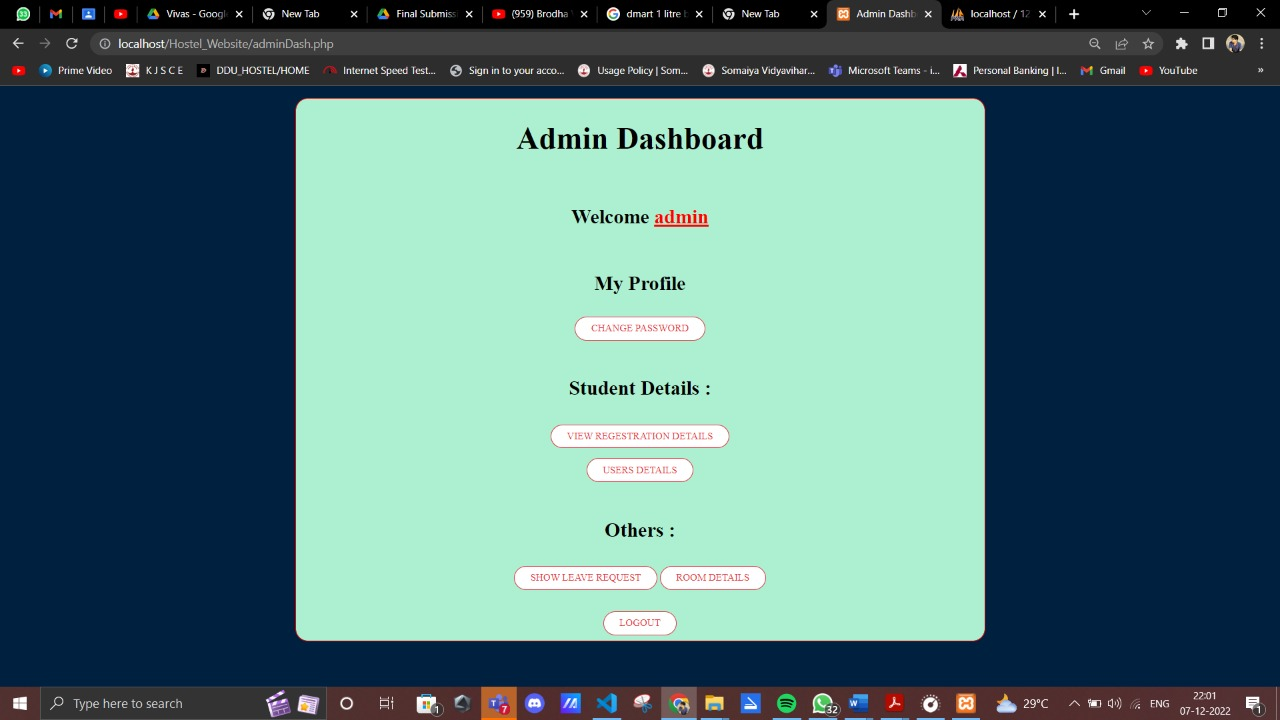 Vivas - Googl
New Tab
Final Submiss
(959) Brodha V
dmart 1 litre b
New Tab
Admin Dashb
localhost / 12
localhost/Hostel_Website/adminDash.php
Prime Video
K J S C E
DDU_HOSTEL/HOME
Internet Speed Test...
Sign in to your acco...
Usage Policy | Som...
Somaiya Vidyavihar...
Microsoft Teams - i...
Personal Banking | I...
Gmail
YouTube
»
Admin Dashboard
Welcome admin
My Profile
CHANGE PASSWORD
Student Details :
VIEW REGESTRATION DETAILS
USERS DETAILS
Others :
SHOW LEAVE REQUEST
ROOM DETAILS
LOGOUT
Type here to search
1
7
32
29°C
ENG
22:01
07-12-2022
1